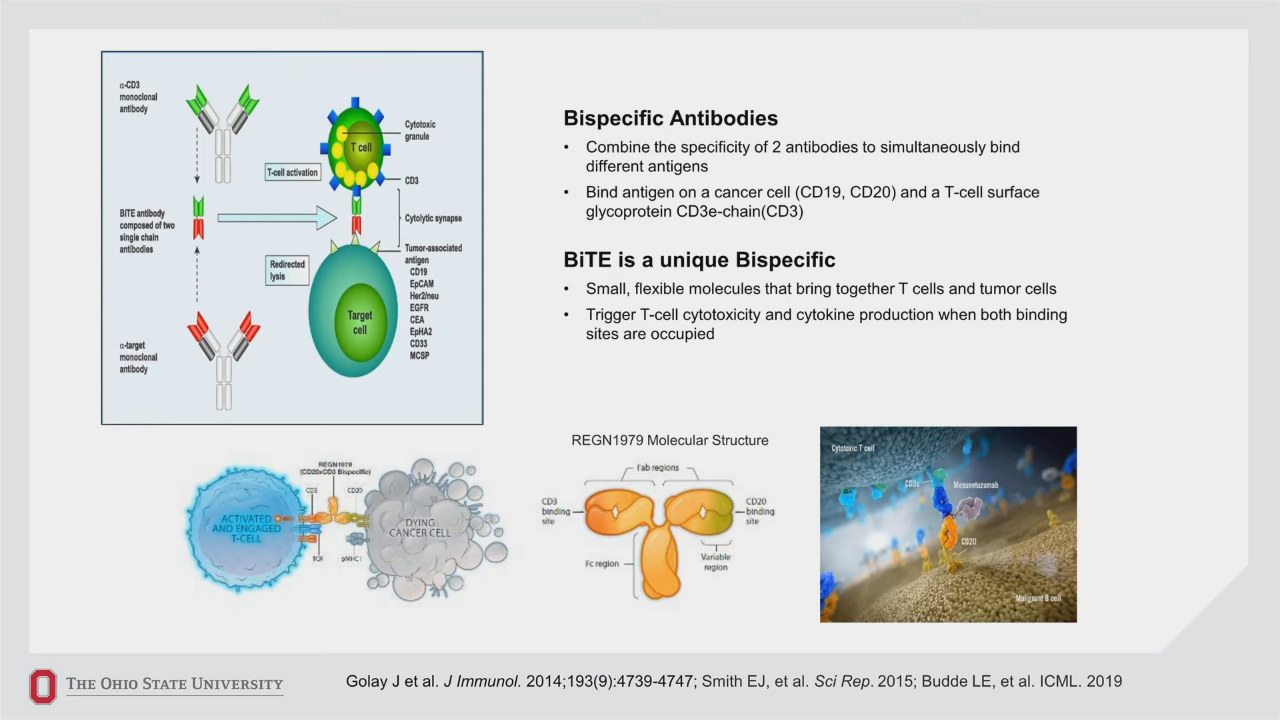 α-CD3
monoclonal
antibody
BITE antibody
composed of two
single chain
antibodies
α-target
monoclonal
antibody
T-cell activation
Redirected
lysis
T cell
Target
cell
Cytotoxic
granule
CD3
Cytolytic synapse
Tumor-associated
antigen
CD19
EpCAM
Her2/neu
EGFR
CEA
EpHA2
CD33
MCSP
Bispecific Antibodies
• Combine the specificity of 2 antibodies to simultaneously bind
different antigens
• Bind antigen on a cancer cell (CD19, CD20) and a T-cell surface
glycoprotein CD3e-chain(CD3)
BiTE is a unique Bispecific
• Small, flexible molecules that bring together T cells and tumor cells
• Trigger T-cell cytotoxicity and cytokine production when both binding
sites are occupied
REGN1979
(CD20xCD3 Bispecific)
CD3
CD20
ACTIVATED
AND ENGAGED
T-CELL
DYING
CANCER CELL
TCR
pMHC I
REGN1979 Molecular Structure
Fab regions
CD3
binding
site
CD20
binding
site
Fc region
Variable
region
Cytotoxic T cell
CD3ε
Mosunetuzumab
CD20
Malignant B cell
THE OHIO STATE UNIVERSITY
Golay J et al. J Immunol. 2014;193(9):4739-4747; Smith EJ, et al. Sci Rep. 2015; Budde LE, et al. ICML. 2019